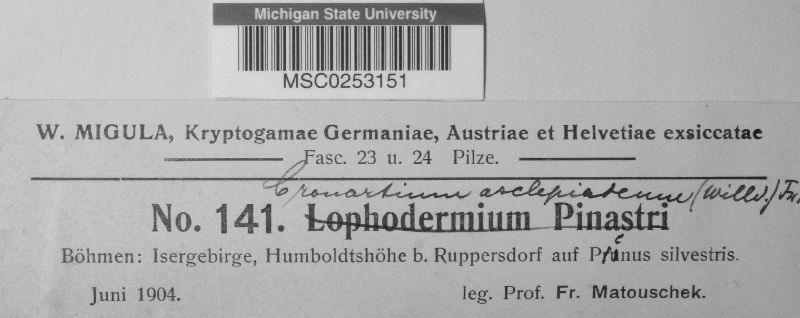 Michigan State University
MSC0253151
W. MIGULA, Kryptogamae Germaniae, Austriae et Helvetiae exsiccatae
Fasc. 23 u. 24 Pilze.
Cronartium asclepiadeum (Willd.) Fr.
No. 141. Lophodermium Pinastri
Böhmen: Isergebirge, Humboldtshöhe b. Ruppersdorf auf Pinus silvestris.
Juni 1904. leg. Prof. Fr. Matouschek.